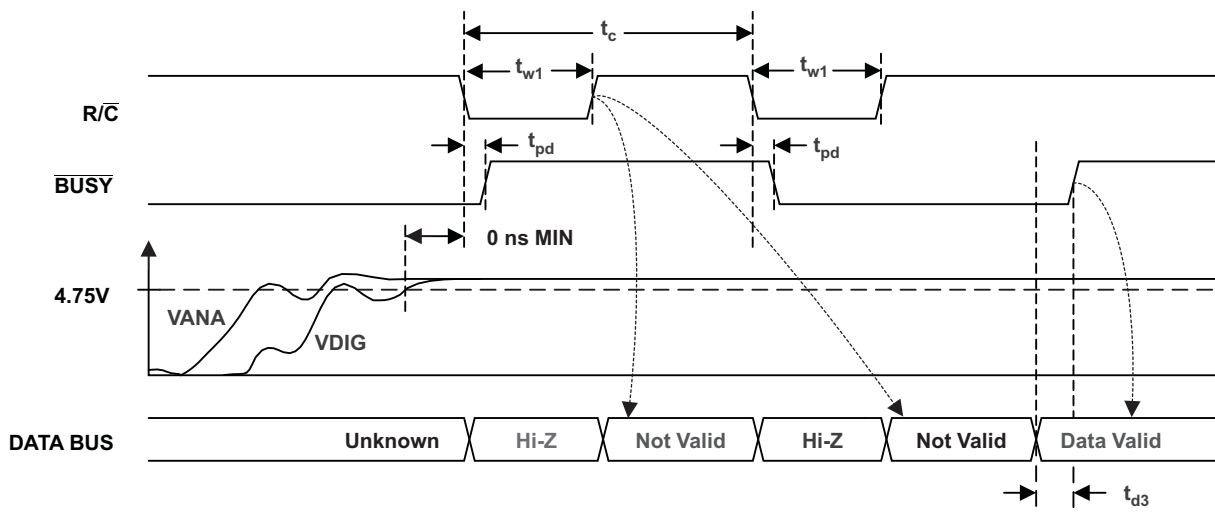 t_c
t_w1 t_w1
R/C̅
t_pd t_pd
B̅U̅S̅Y̅
0 ns MIN
4.75V
VANA
VDIG
DATA BUS Unknown Hi-Z Not Valid Hi-Z Not Valid Data Valid
t_d3